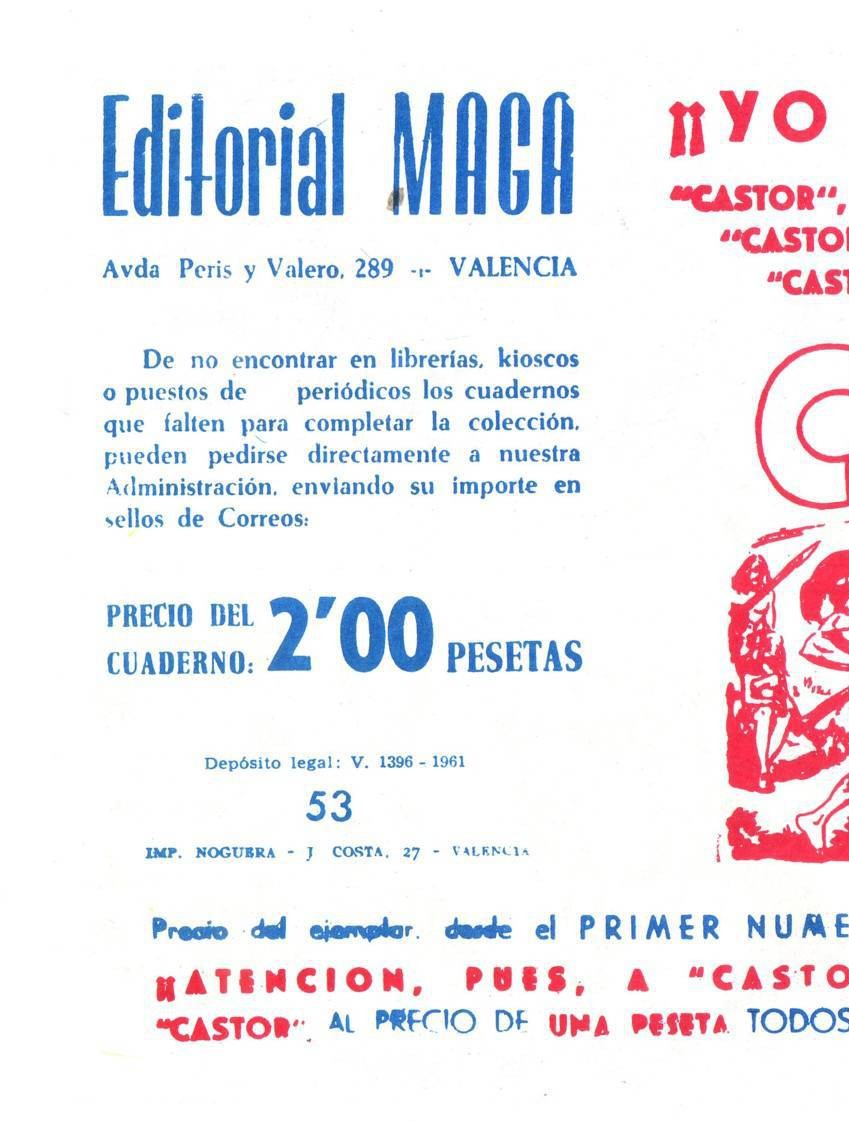 Editorial MAGA
Avda Peris y Valero, 289 -:- VALENCIA
De no encontrar en librerías, kioscos
o puestos de periódicos los cuadernos
que falten para completar la colección,
pueden pedirse directamente a nuestra
Administración, enviando su importe en
sellos de Correos:
PRECIO DEL
CUADERNO: 2'00 PESETAS
Depósito legal: V. 1396 - 1961
53
IMP. NOGUERA - J COSTA, 27 - VALENCIA
¡¡YO
"CASTOR",
"CASTO
"CAST
Precio del ejemplar, desde el PRIMER NUME
¡¡ATENCION, PUES, A "CASTO
"CASTOR", AL PRECIO DE UNA PESETA TODOS